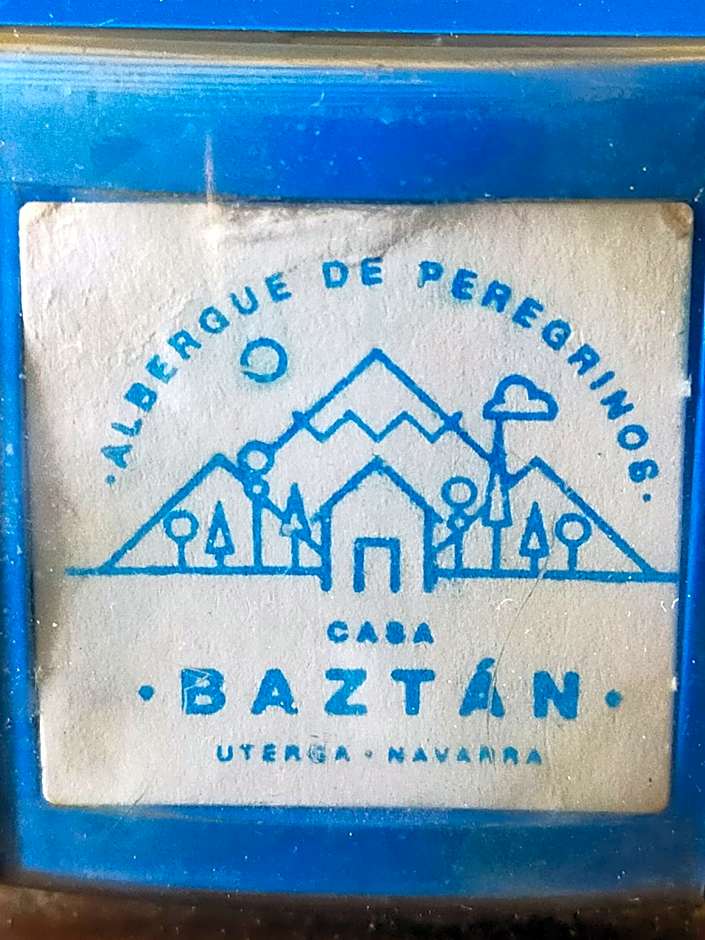 · ALBERGUE DE PEREGRINOS ·
CASA
· BAZTÁN ·
UTERGA · NAVARRA